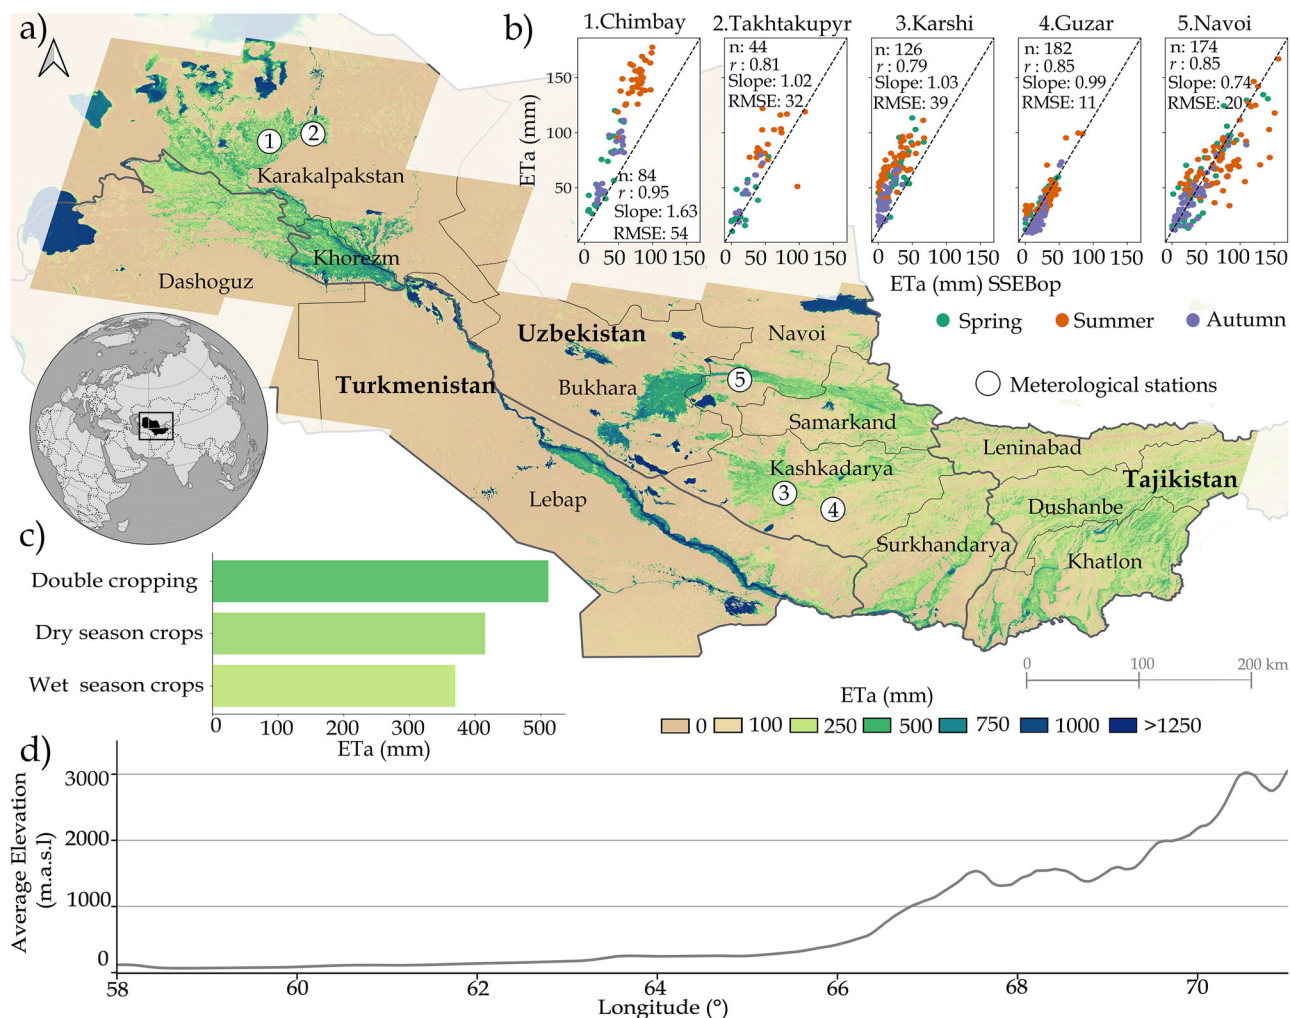 a)
b)
1.Chimbay
2.Takhtakupyr
3.Karshi
4.Guzar
5.Navoi
ETa (mm)
150
100
50
n: 84
r : 0.95
Slope: 1.63
RMSE: 54
n: 44
r : 0.81
Slope: 1.02
RMSE: 32
n: 126
r : 0.79
Slope: 1.03
RMSE: 39
n: 182
r : 0.85
Slope: 0.99
RMSE: 11
n: 174
r : 0.85
Slope: 0.74
RMSE: 20
0 50 100 150
0 50 100 150
0 50 100 150
0 50 100 150
0 50 100 150
ETa (mm) SSEBop
Spring
Summer
Autumn
Meterological stations
1
2
Karakalpakstan
Khorezm
Dashoguz
Uzbekistan
Navoi
Turkmenistan
Bukhara
5
Samarkand
Leninabad
Kashkadarya
Tajikistan
3
4
Lebap
Dushanbe
Surkhandarya
Khatlon
0 100 200 km
c)
Double cropping
Dry season crops
Wet season crops
0 100 200 300 400 500
ETa (mm)
ETa (mm)
0 100 250 500 750 1000 >1250
d)
Average Elevation
(m.a.s.l)
3000
2000
1000
0
58 60 62 64 66 68 70
Longitude (°)